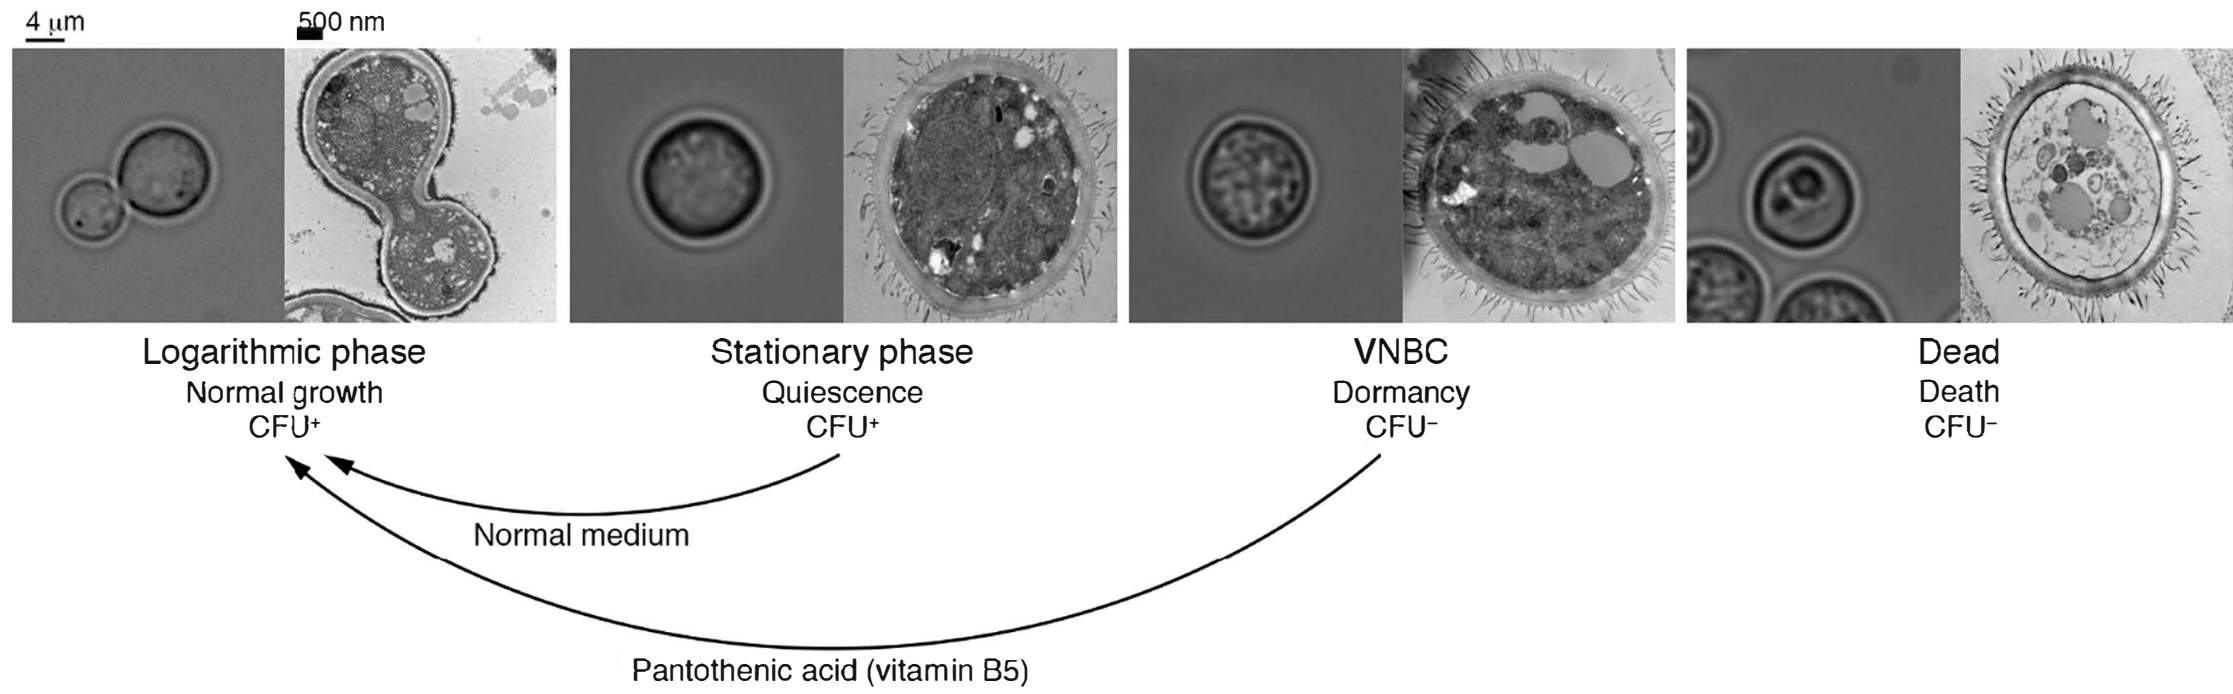 4 μm
500 nm
Logarithmic phase
Normal growth
CFU⁺
Stationary phase
Quiescence
CFU⁺
VNBC
Dormancy
CFU⁻
Dead
Death
CFU⁻
Normal medium
Pantothenic acid (vitamin B5)